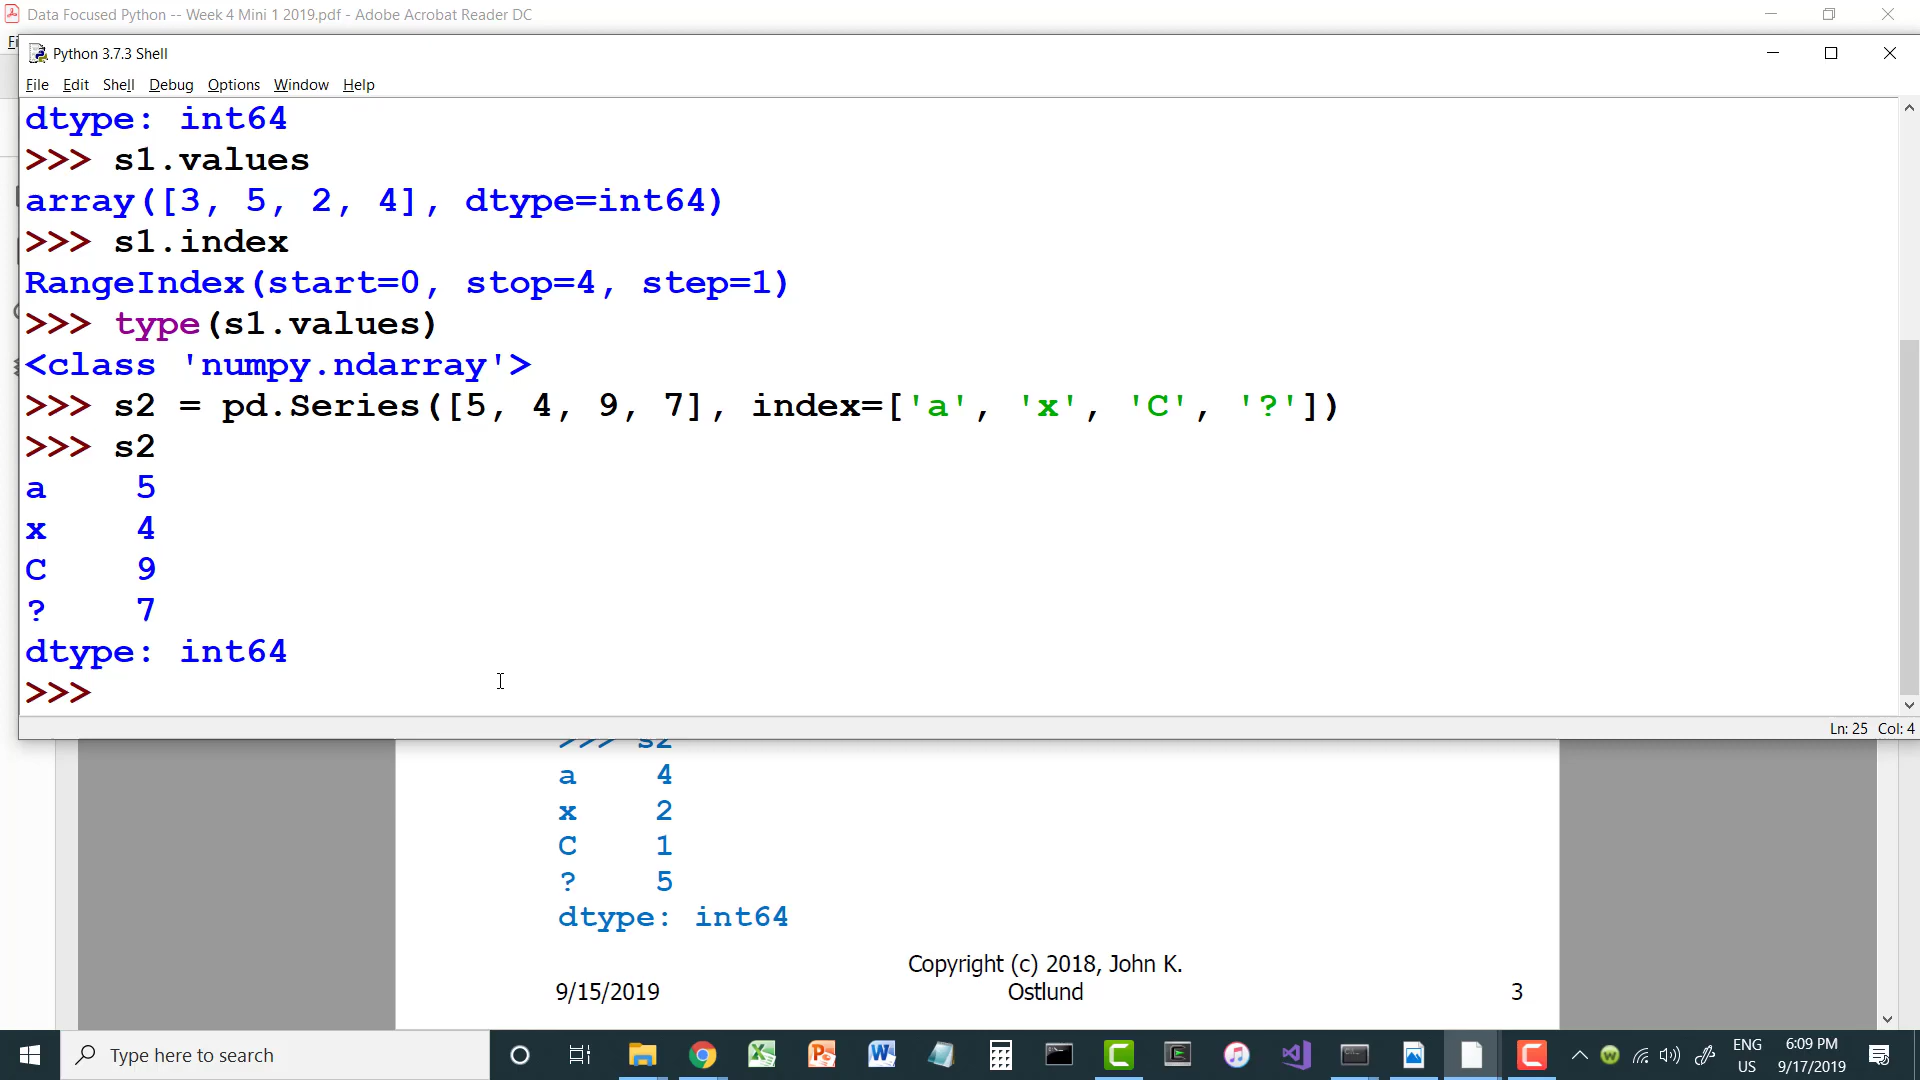 Data Focused Python -- Week 4 Mini 1 2019.pdf - Adobe Acrobat Reader DC
Python 3.7.3 Shell
File Edit Shell Debug Options Window Help
dtype: int64
>>> s1.values
array([3, 5, 2, 4], dtype=int64)
>>> s1.index
RangeIndex(start=0, stop=4, step=1)
>>> type(s1.values)
<class 'numpy.ndarray'>
>>> s2 = pd.Series([5, 4, 9, 7], index=['a', 'x', 'C', '?'])
>>> s2
a 5
x 4
C 9
? 7
dtype: int64
>>>
Ln: 25 Col: 4
>>> s2
a 4
x 2
C 1
? 5
dtype: int64
Copyright (c) 2018, John K.
Ostlund
9/15/2019
3
Type here to search
ENG
US
6:09 PM
9/17/2019